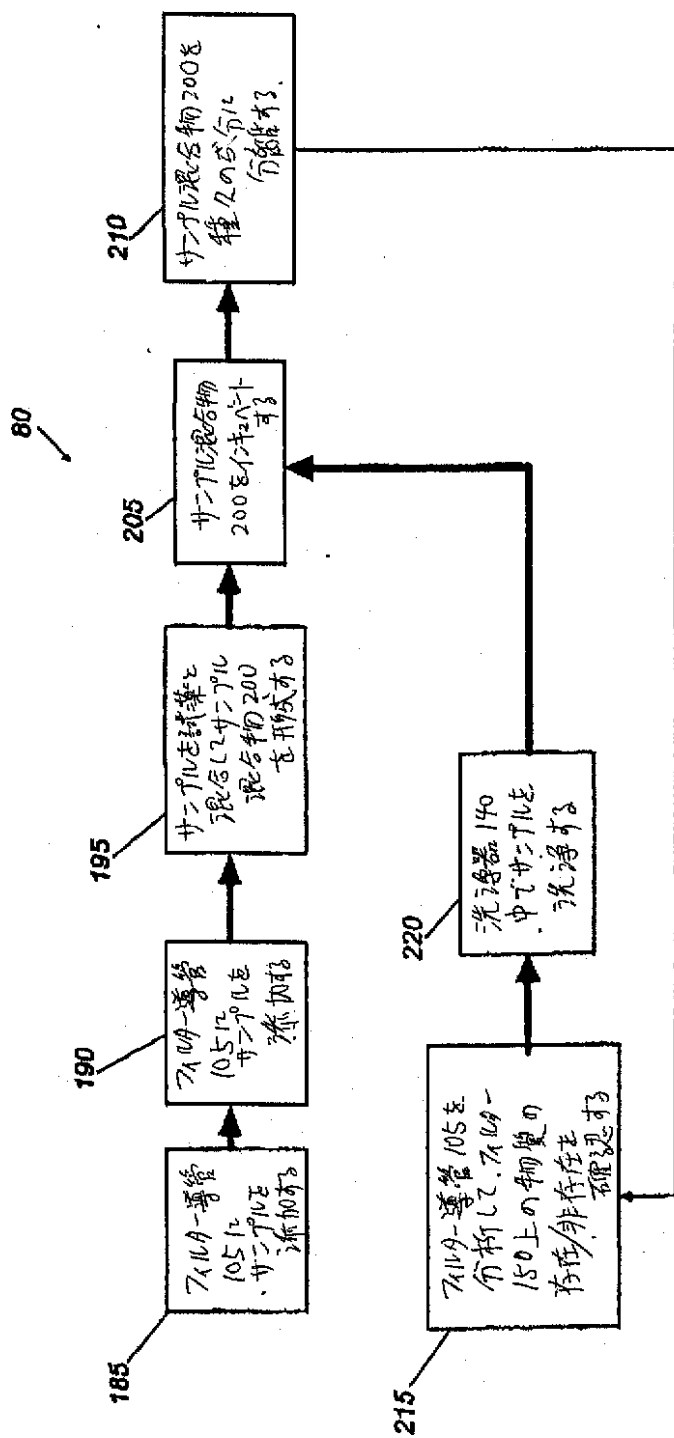 80
185
フィルター導管
105に
サンプルを
添加する
190
フィルター導管
105に
サンプルを
添加する
195
サンプルを試薬と
混合してサンプル
混合物200
を形成する
205
サンプル混合物
200をインキュベート
する
210
サンプル混合物200を
種々の成分に
分離する.
215
フィルター導管105を
分析して、フィルター
150上の物質の
存在/非存在を
確認する
220
洗浄器140
中でサンプルを
洗浄する